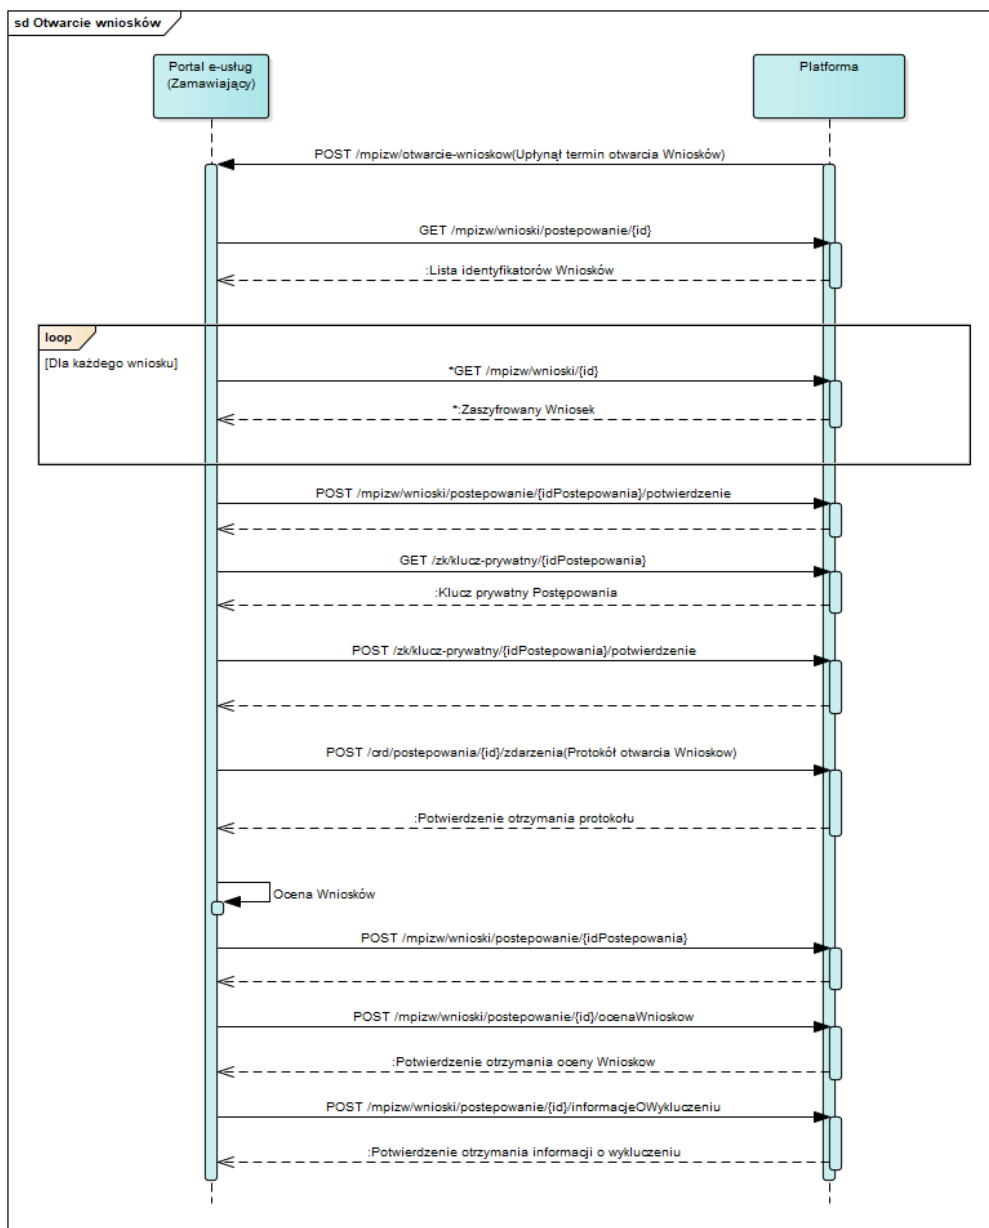 sd Otwarcie wniosków
Portal e-usług
(Zamawiający)
Platforma
POST /mpizw/otwarcie-wnioskow(Upłynął termin otwarcia Wniosków)
GET /mpizw/wnioski/postepowanie/{id}
:Lista identyfikatorów Wniosków
loop
[Dla każdego wniosku]
*GET /mpizw/wnioski/{id}
*:Zaszyfrowany Wniosek
POST /mpizw/wnioski/postepowanie/{idPostepowania}/potwierdzenie
GET /zk/klucz-prywatny/{idPostepowania}
:Klucz prywatny Postępowania
POST /zk/klucz-prywatny/{idPostepowania}/potwierdzenie
POST /crd/postepowania/{id}/zdarzenia(Protokół otwarcia Wnioskow)
:Potwierdzenie otrzymania protokołu
Ocena Wniosków
POST /mpizw/wnioski/postepowanie/{idPostepowania}
POST /mpizw/wnioski/postepowanie/{id}/ocenaWnioskow
:Potwierdzenie otrzymania oceny Wnioskow
POST /mpizw/wnioski/postepowanie/{id}/informacjeOWykluczeniu
:Potwierdzenie otrzymania informacji o wykluczeniu